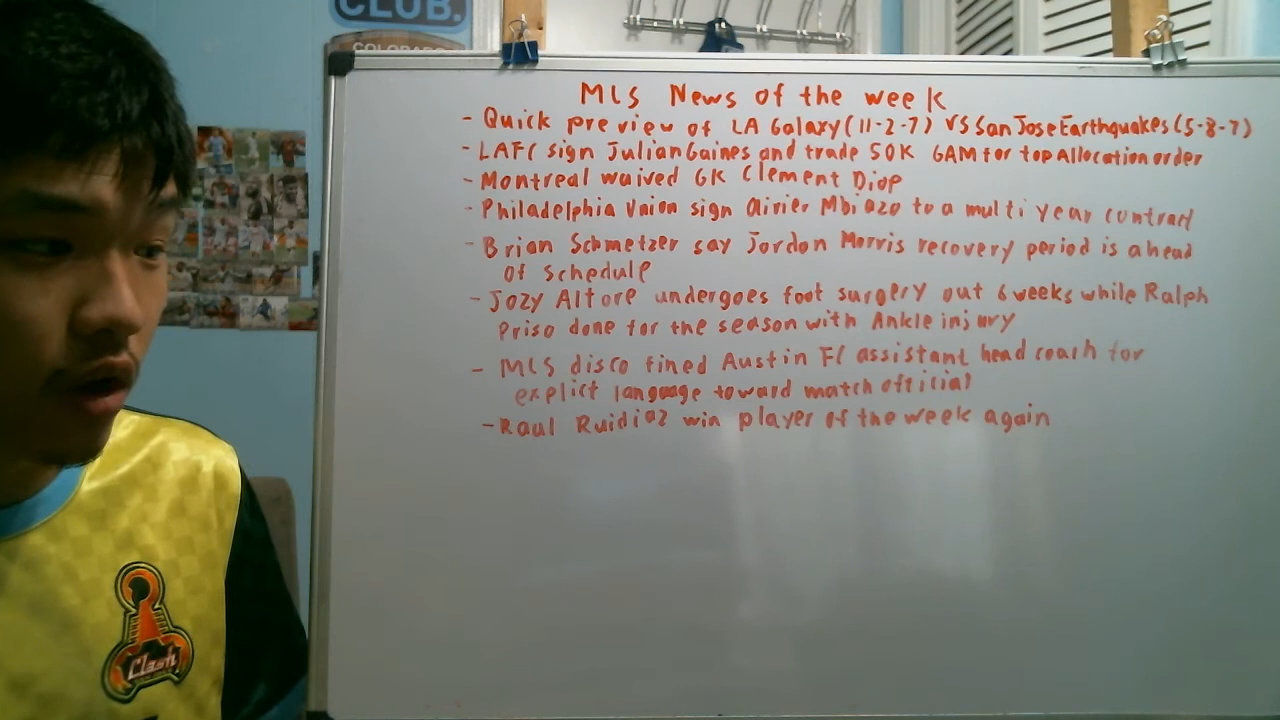 CLUB.
COLORADO
MLS News of the week
- Quick preview of LA Galaxy (11-2-7) vs San Jose Earthquakes (5-8-7)
- LAFC sign Julian Gaines and trade 50K GAM for top Allocation order
- Montreal waived GK Clement Diop
- Philadelphia Union sign Oivier Mbiazo to a multi year contract
- Brian Schmetzer say Jordon Morris recovery period is ahead
of schedule
- Jozy Altore undergoes foot surgery out 6 weeks while Ralph
Priso done for the season with Ankle injury
- MLS disco fined Austin FC assistant head coach for
explict language toward match official
- Raul Ruidiaz win player of the week again
Clash